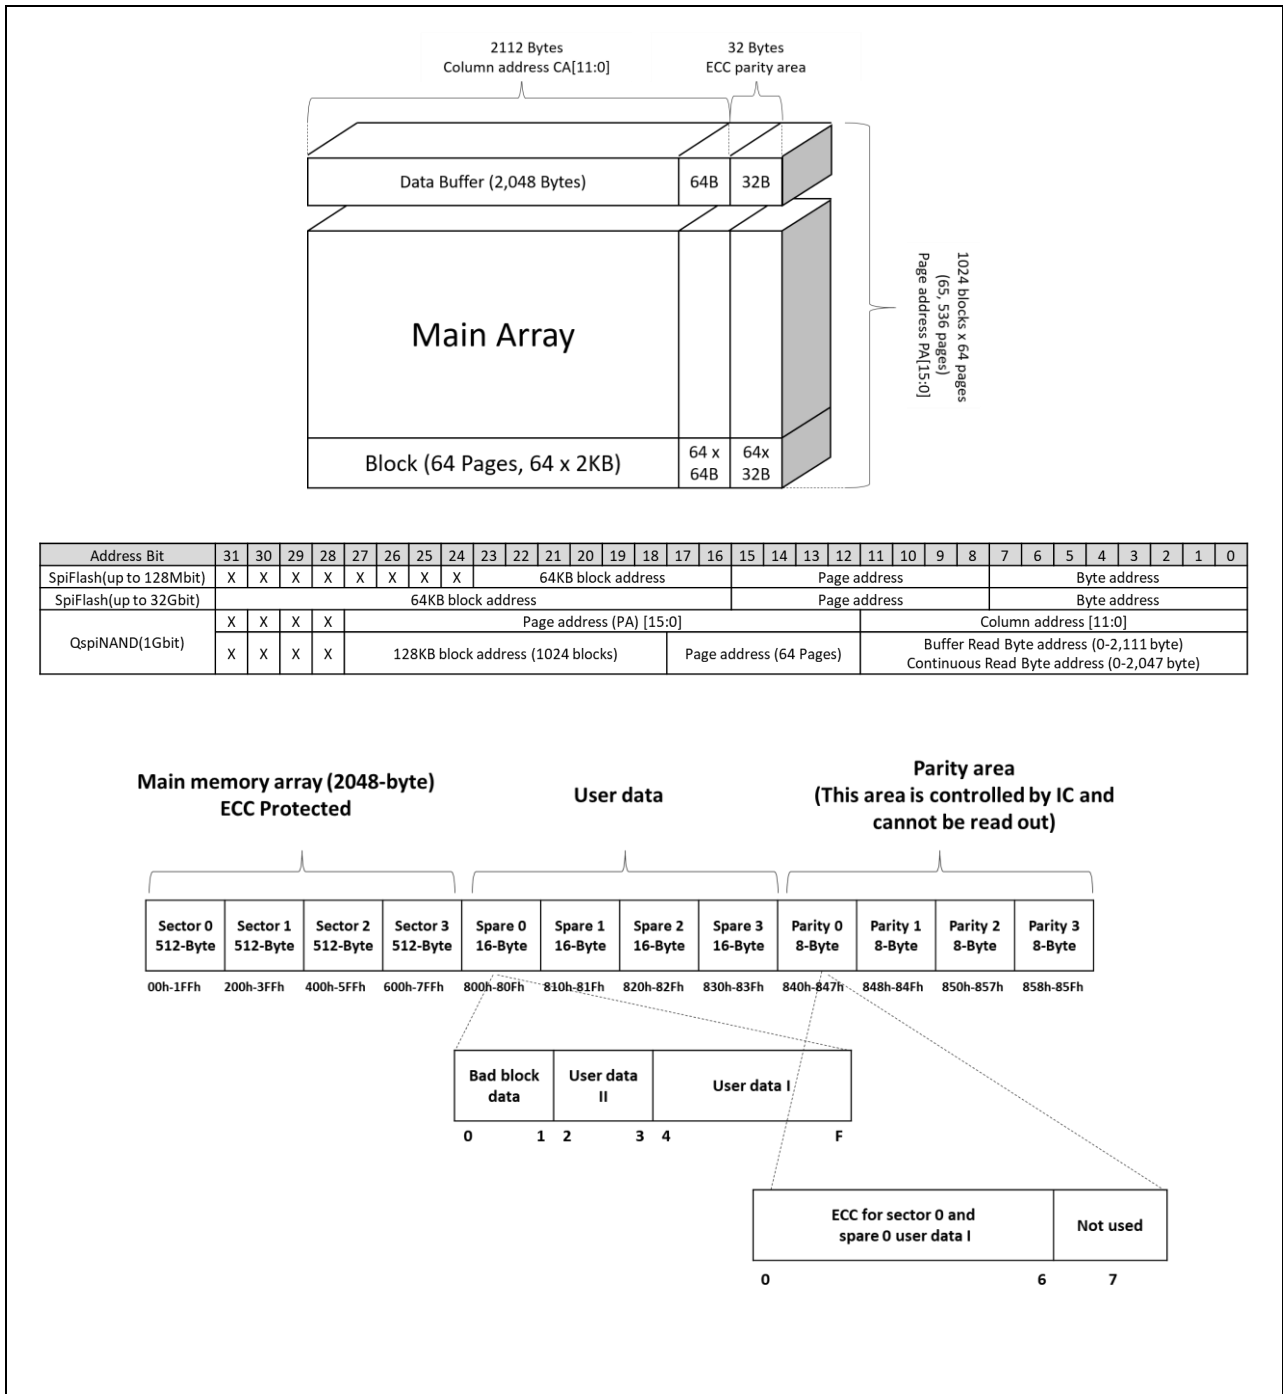 2112 Bytes
Column address CA[11:0]
32 Bytes
ECC parity area
Data Buffer (2,048 Bytes)
64B
32B
Main Array
1024 blocks x 64 pages
(65, 536 pages)
Page address PA[15:0]
Block (64 Pages, 64 x 2KB)
64 x
64B
64x
32B
Address Bit 31 30 29 28 27 26 25 24 23 22 21 20 19 18 17 16 15 14 13 12 11 10 9 8 7 6 5 4 3 2 1 0
SpiFlash(up to 128Mbit) X X X X X X X X 64KB block address Page address Byte address
SpiFlash(up to 32Gbit) 64KB block address Page address Byte address
QspiNAND(1Gbit)
X X X X Page address (PA) [15:0] Column address [11:0]
X X X X 128KB block address (1024 blocks) Page address (64 Pages) Buffer Read Byte address (0-2,111 byte)
Continuous Read Byte address (0-2,047 byte)
Main memory array (2048-byte)
ECC Protected
User data
Parity area
(This area is controlled by IC and
cannot be read out)
Sector 0
512-Byte
Sector 1
512-Byte
Sector 2
512-Byte
Sector 3
512-Byte
Spare 0
16-Byte
Spare 1
16-Byte
Spare 2
16-Byte
Spare 3
16-Byte
Parity 0
8-Byte
Parity 1
8-Byte
Parity 2
8-Byte
Parity 3
8-Byte
00h-1FFh 200h-3FFh 400h-5FFh 600h-7FFh 800h-80Fh 810h-81Fh 820h-82Fh 830h-83Fh 840h-847h 848h-84Fh 850h-857h 858h-85Fh
Bad block
data
User data
II
User data I
0 1 2 3 4 F
ECC for sector 0 and
spare 0 user data I
Not used
0 6 7